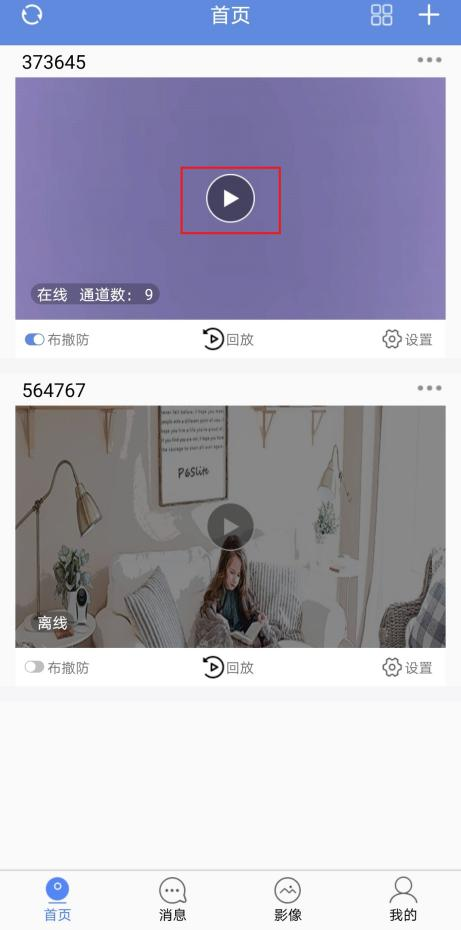 首页
373645
在线 通道数: 9
布撤防 回放 设置
564767
P6Slite
离线
布撤防 回放 设置
首页 消息 影像 我的